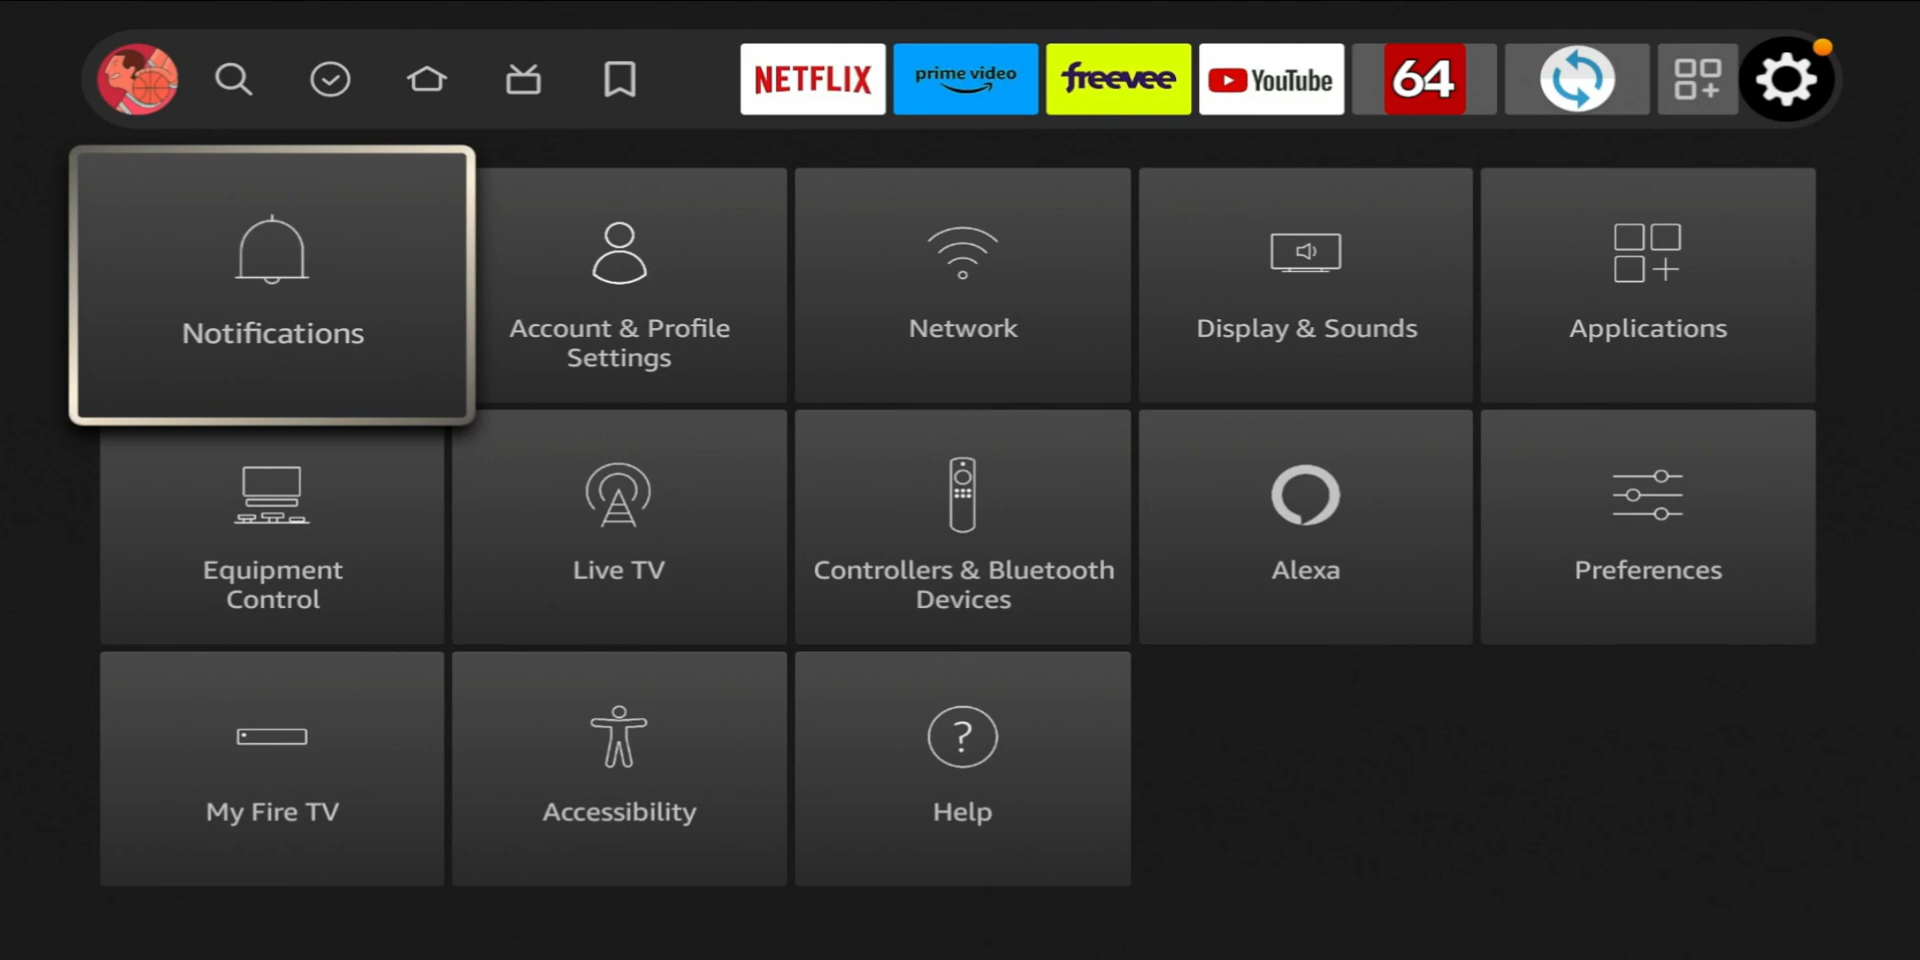 NETFLIX
prime video
freevee
YouTube
64
Notifications
Account & Profile
Settings
Network
Display & Sounds
Applications
Equipment
Control
Live TV
Controllers & Bluetooth
Devices
Alexa
Preferences
My Fire TV
Accessibility
?
Help